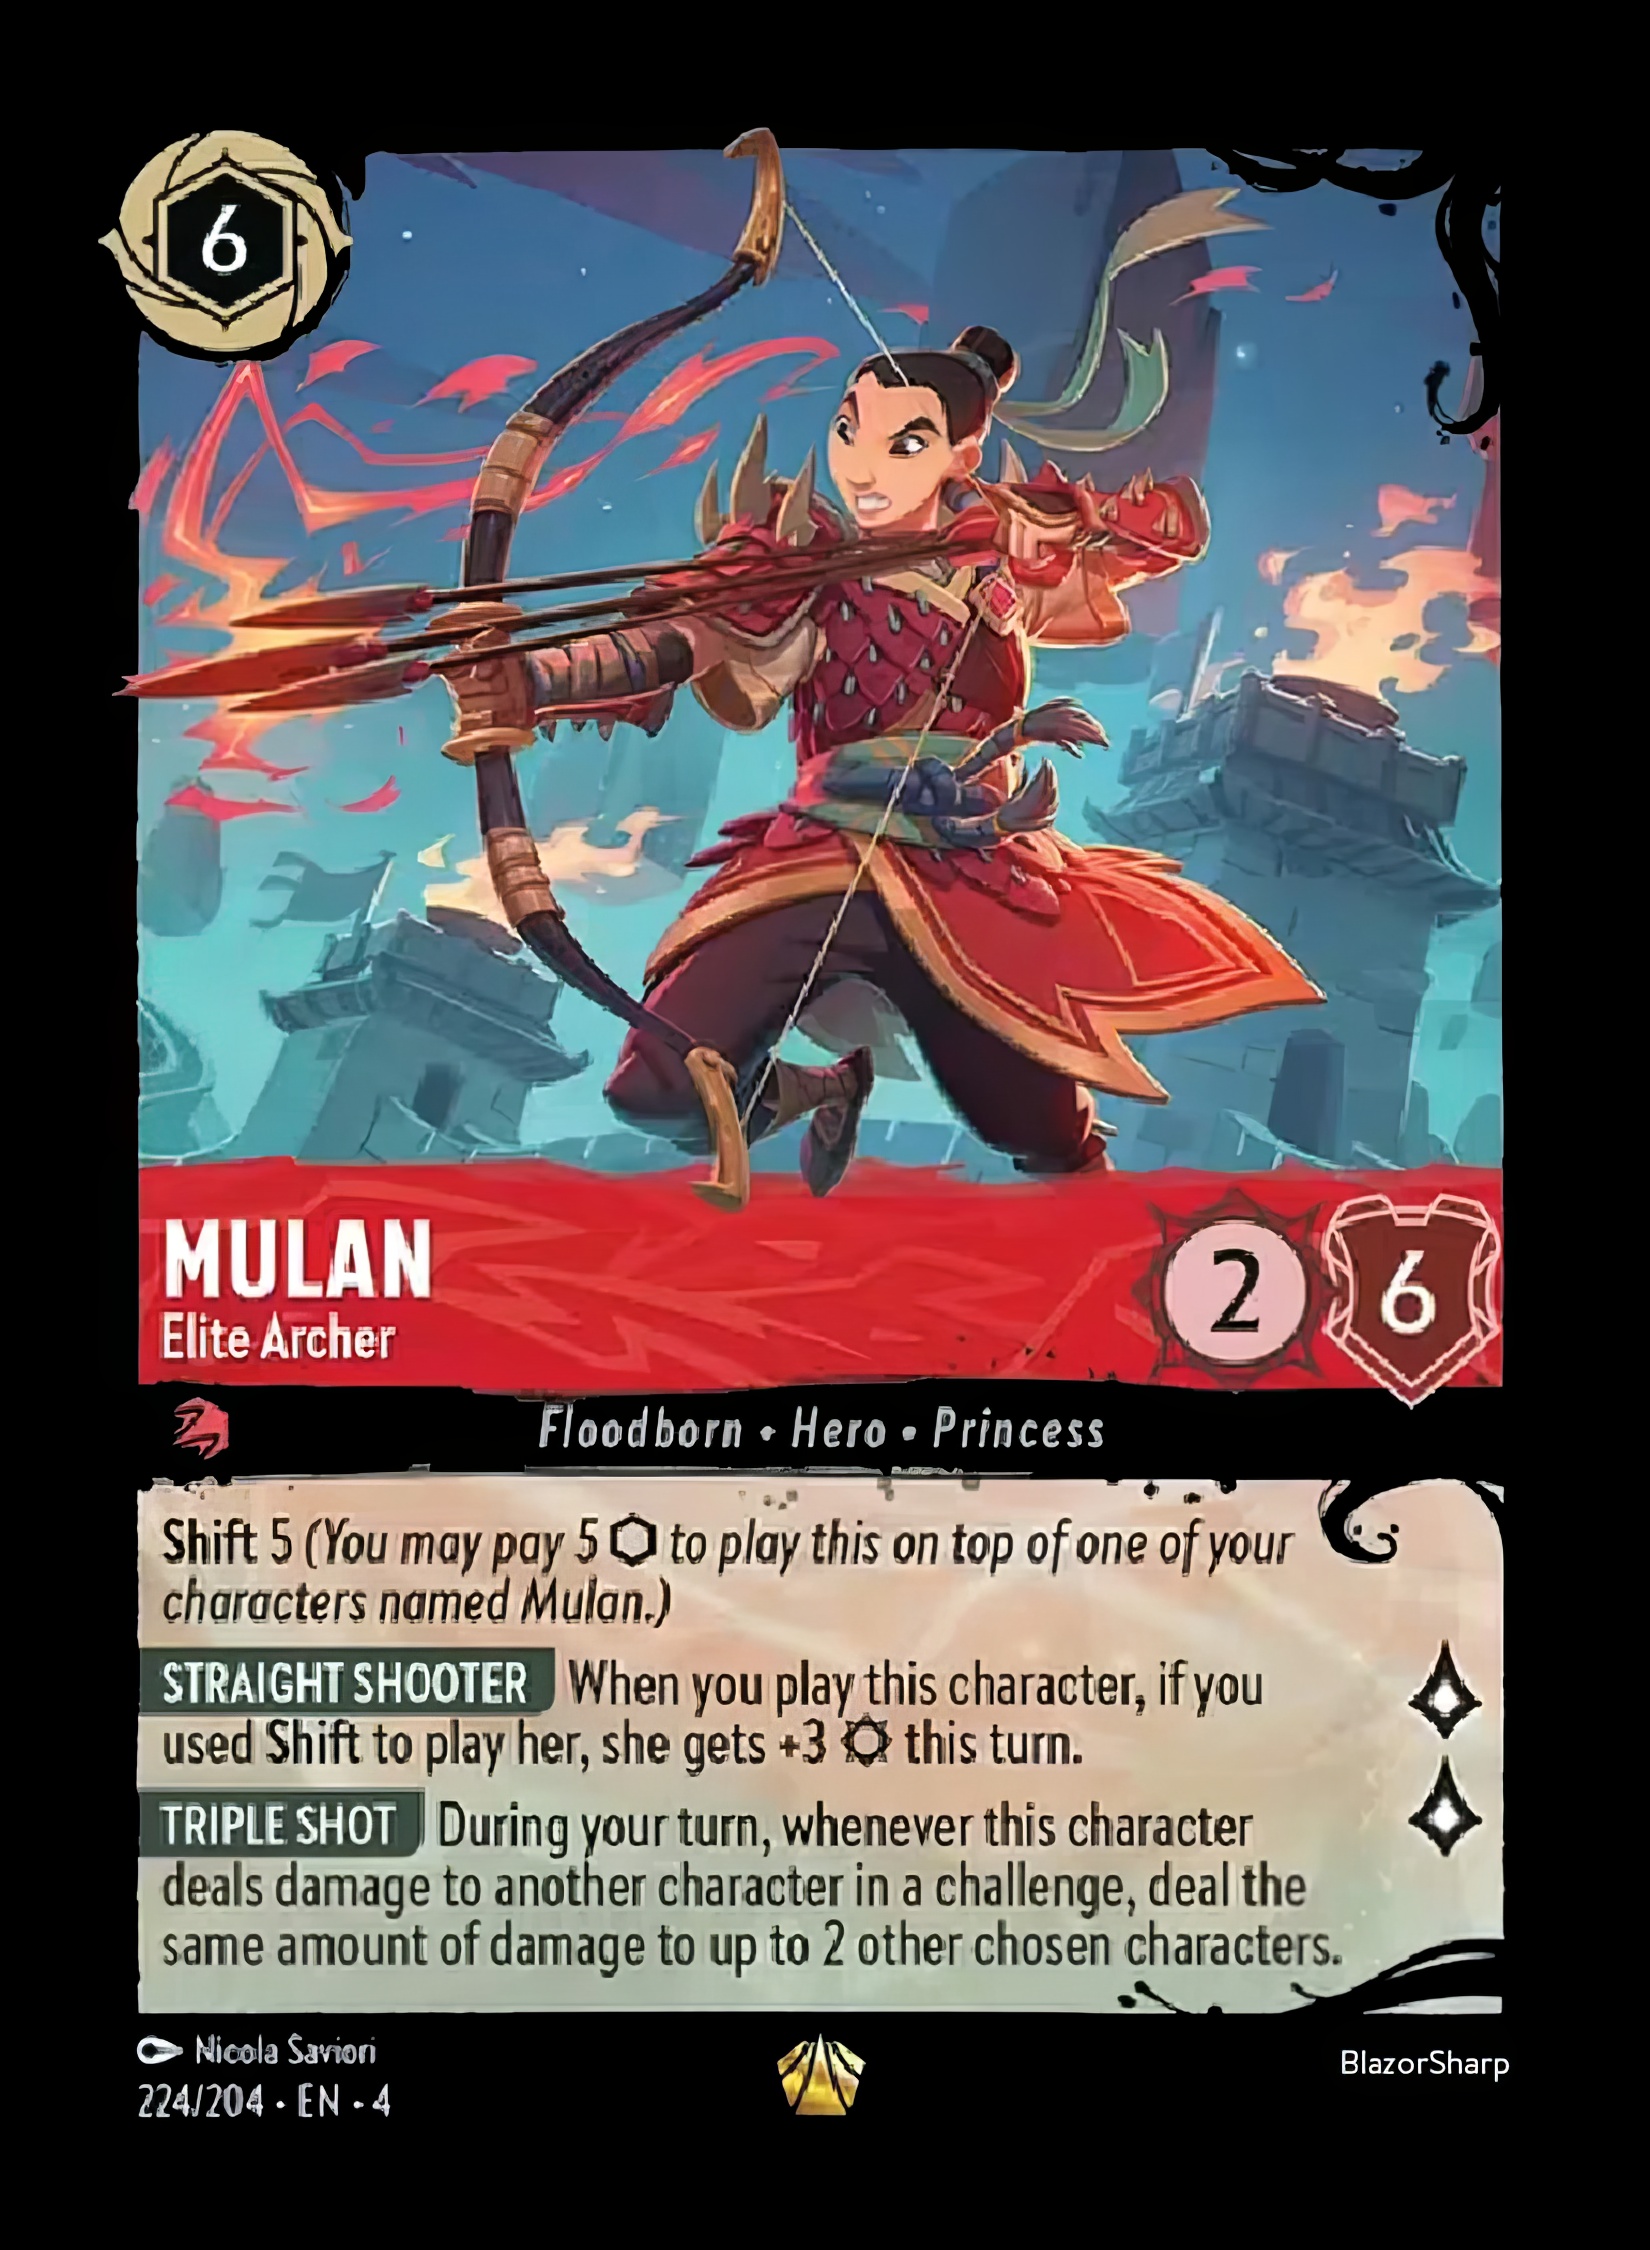 6
MULAN
Elite Archer
2
6
Floodborn • Hero • Princess
Shift 5 (You may pay 5 ⬡ to play this on top of one of your
characters named Mulan.)
STRAIGHT SHOOTER When you play this character, if you
used Shift to play her, she gets +3 ¤ this turn.
TRIPLE SHOT During your turn, whenever this character
deals damage to another character in a challenge, deal the
same amount of damage to up to 2 other chosen characters.
Nicola Saviori
224/204 • EN • 4
BlazorSharp